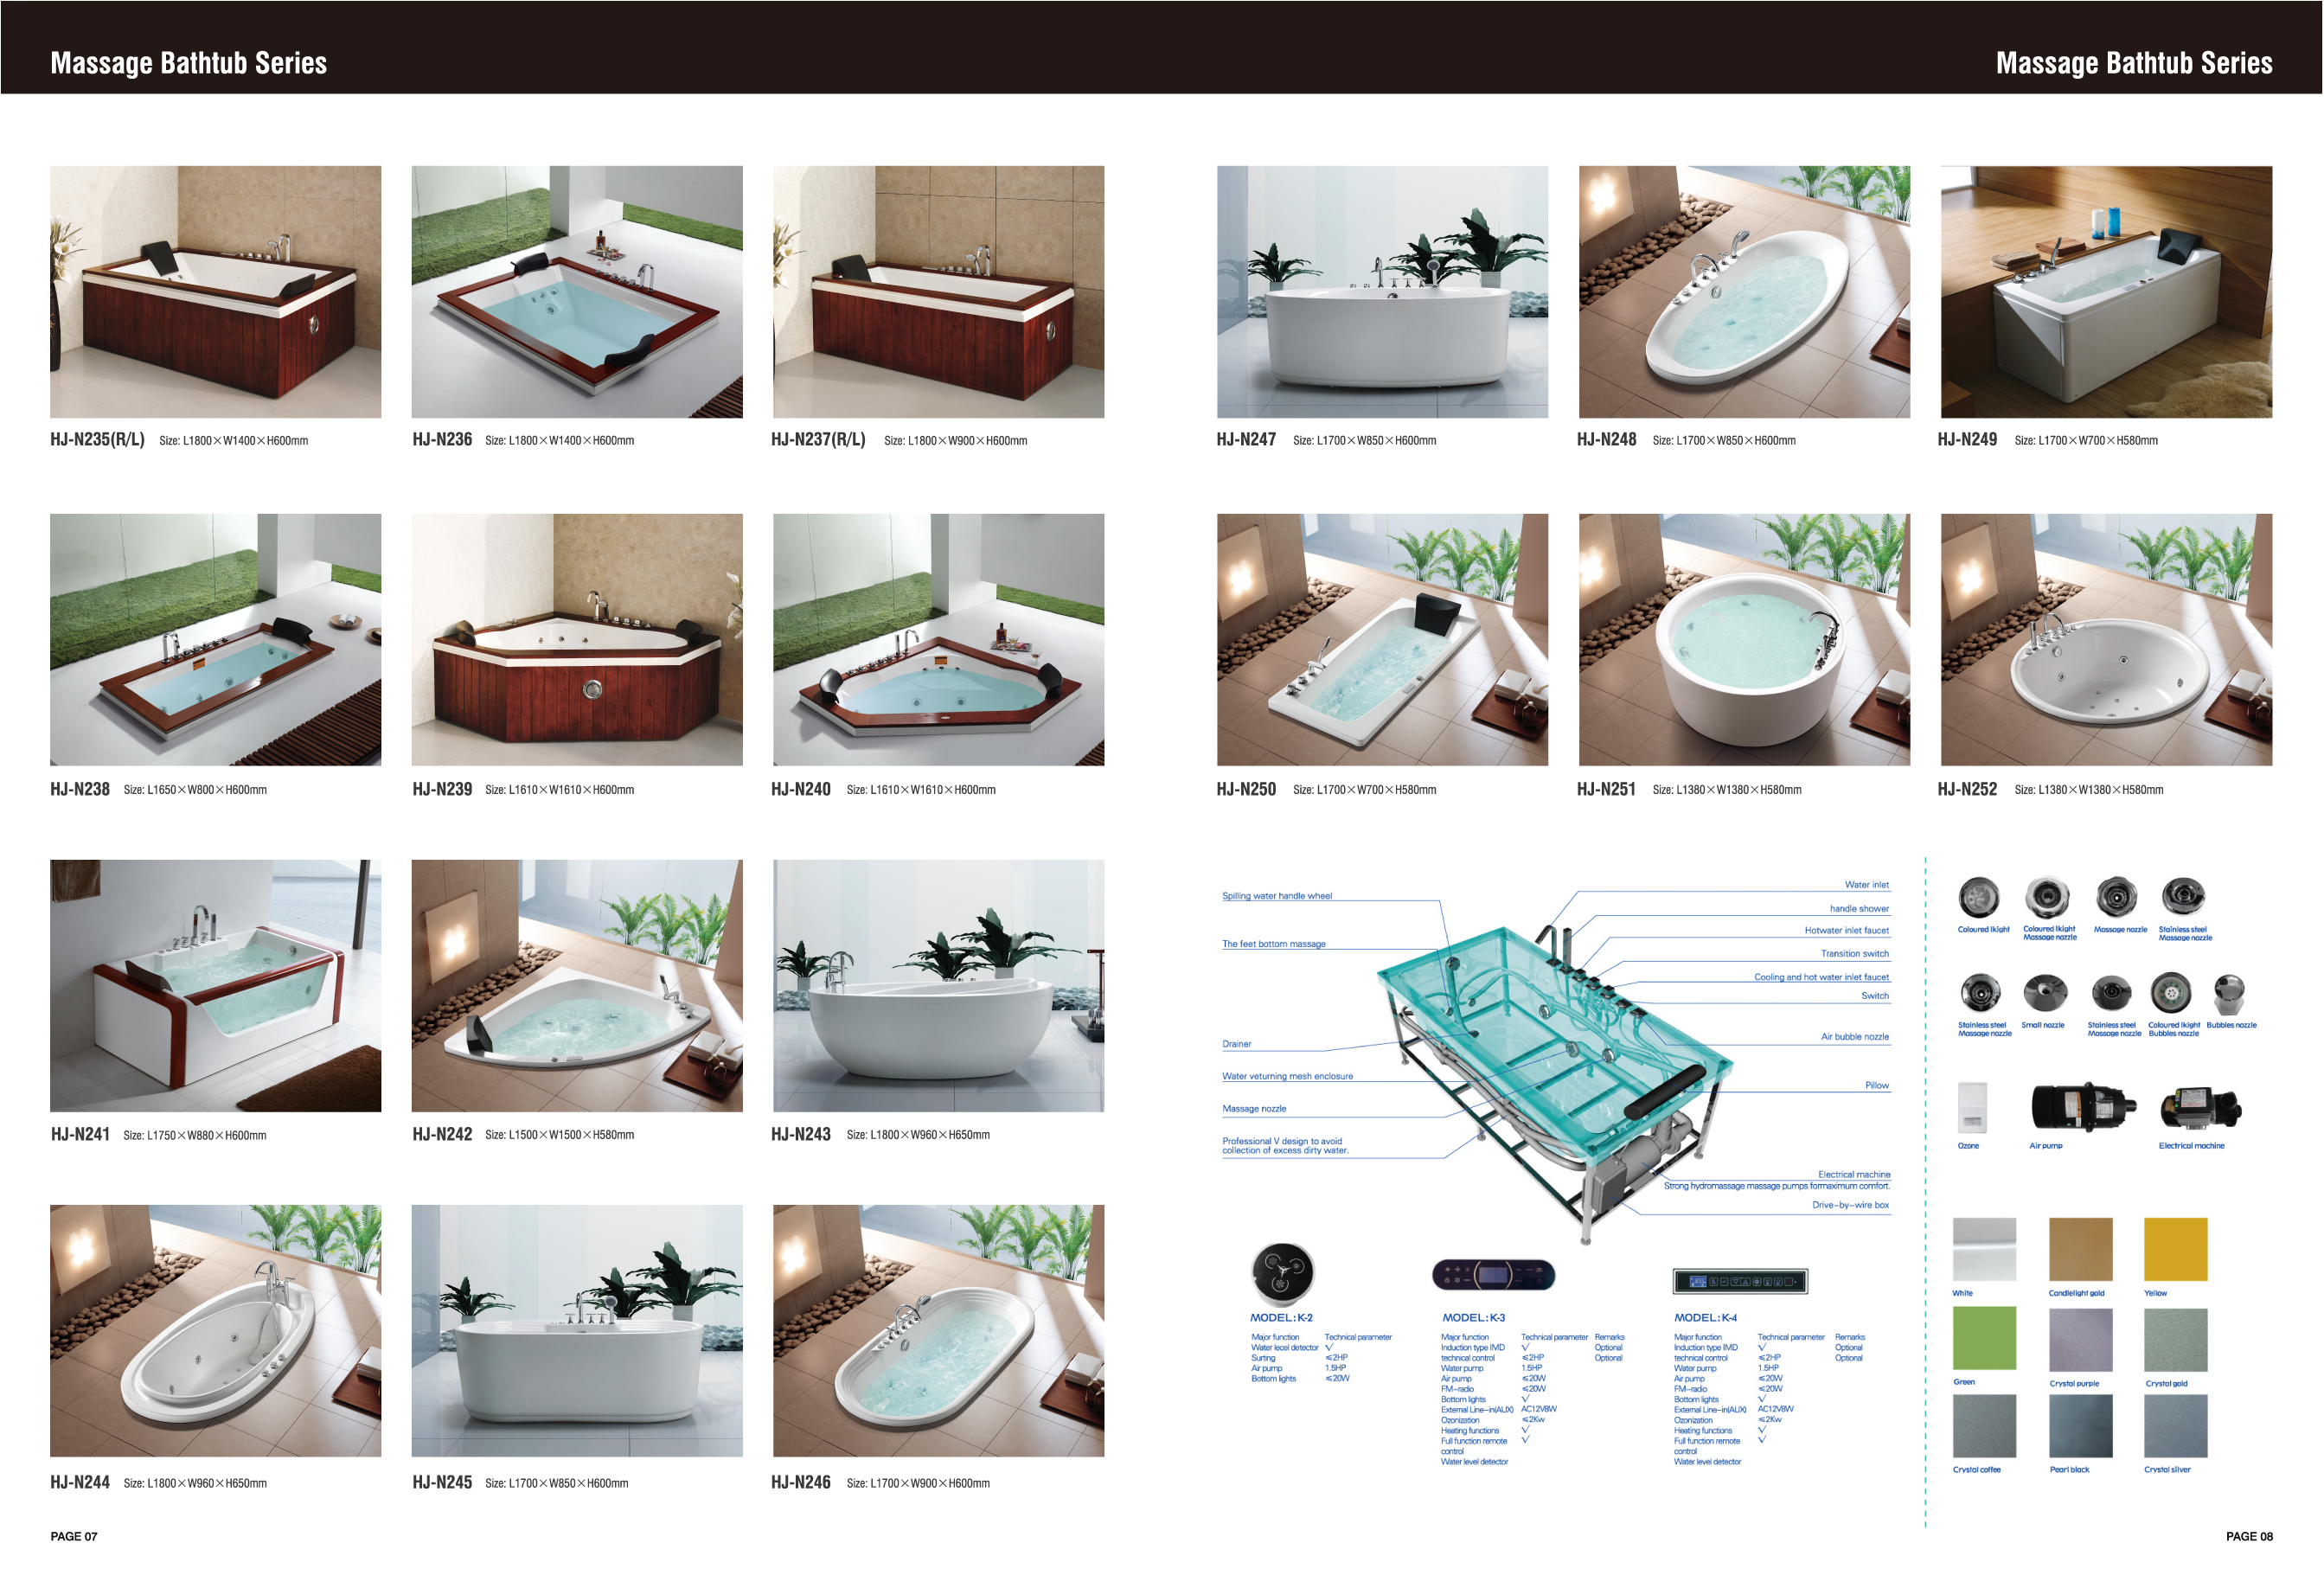 Massage Bathtub Series
Massage Bathtub Series
HJ-N235(R/L) Size: L1800×W1400×H600mm
HJ-N236 Size: L1800×W1400×H600mm
HJ-N237(R/L) Size: L1800×W900×H600mm
HJ-N238 Size: L1650×W800×H600mm
HJ-N239 Size: L1610×W1610×H600mm
HJ-N240 Size: L1610×W1610×H600mm
HJ-N241 Size: L1750×W880×H600mm
HJ-N242 Size: L1500×W1500×H580mm
HJ-N243 Size: L1800×W960×H650mm
HJ-N244 Size: L1800×W960×H650mm
HJ-N245 Size: L1700×W850×H600mm
HJ-N246 Size: L1700×W900×H600mm
PAGE 07
HJ-N247 Size: L1700×W850×H600mm
HJ-N248 Size: L1700×W850×H600mm
HJ-N249 Size: L1700×W700×H580mm
HJ-N250 Size: L1700×W700×H580mm
HJ-N251 Size: L1380×W1380×H580mm
HJ-N252 Size: L1380×W1380×H580mm
Spilling water handle wheel
The feet bottom massage
Drainer
Water veturning mesh enclosure
Massage nozzle
Professional V design to avoid
collection of excess dirty water.
Water inlet
handle shower
Hotwater inlet faucet
Transition switch
Cooling and hot water inlet faucet
Switch
Air bubble nozzle
Pillow
Electrical machine
Strong hydromassage massage pumps formaximum comfort.
Drive-by-wire box
MODEL:K-2
Major function Technical parameter
Water lecel detector √
Surting ≤2HP
Air pump 1.5HP
Bottom lights ≤20W
MODEL:K-3
Major function Technical parameter Remarks
Induction type IMD √ Optional
technical control ≤2HP Optional
Water pump 1.5HP
Air pump ≤20W
FM-radio ≤20W
Bottom lights √
External Line-in(AUX) AC12V8W
Ozonization ≤2Kw
Heating functions √
Full function remote √
control
Water level detector
MODEL:K-4
Major function Technical parameter Remarks
Induction type IMD √ Optional
technical control ≤2HP Optional
Water pump 1.5HP
Air pump ≤20W
FM-radio ≤20W
Bottom lights √
External Line-in(AUX) AC12V8W
Ozonization ≤2Kw
Heating functions √
Full function remote √
control
Water level detector
Coloured lkight
Coloured lkight
Massage nozzle
Massage nozzle
Stainless steel
Massage nozzle
Stainless steel
Massage nozzle
Small nozzle
Stainless steel
Massage nozzle
Coloured lkight
Bubbles nozzle
Bubbles nozzle
Ozone
Air pump
Electrical machine
White
Candlelight gold
Yellow
Green
Crystal purple
Crystal gold
Crystal coffee
Pearl black
Crystal silver
PAGE 08